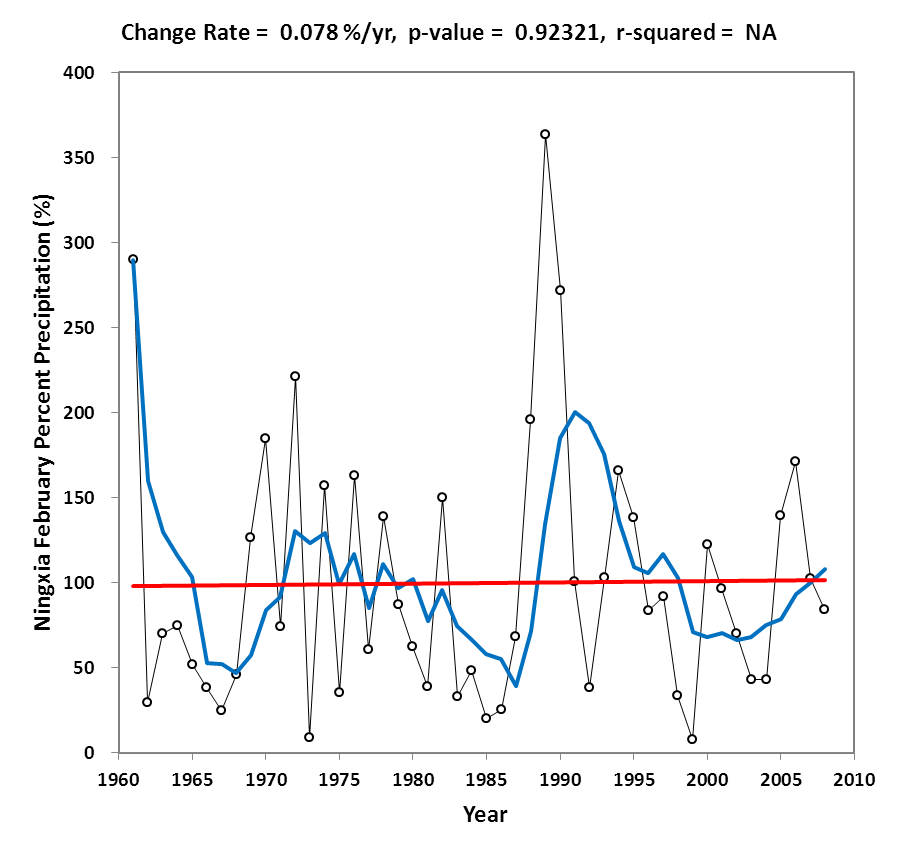 Change Rate = 0.078 %/yr, p-value = 0.92321, r-squared = NA
Ningxia February Percent Precipitation (%)
400
350
300
250
200
150
100
50
0
1960 1965 1970 1975 1980 1985 1990 1995 2000 2005 2010
Year